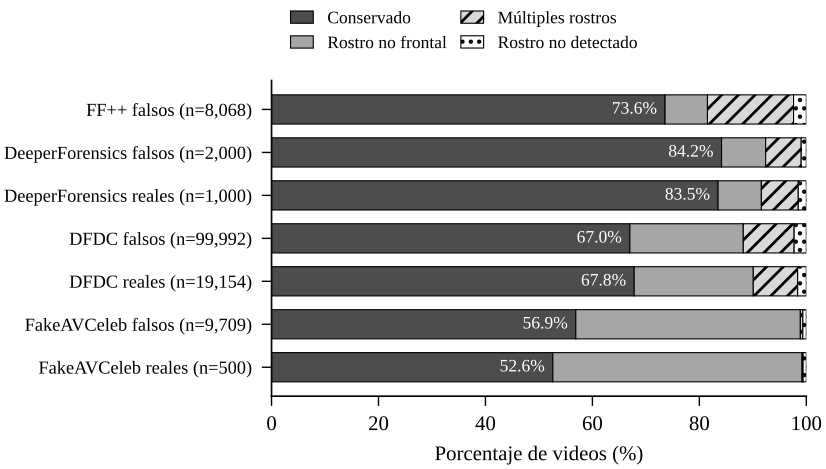 Conservado
Rostro no frontal
Múltiples rostros
Rostro no detectado
FF++ falsos (n=8,068)
73.6%
DeeperForensics falsos (n=2,000)
84.2%
DeeperForensics reales (n=1,000)
83.5%
DFDC falsos (n=99,992)
67.0%
DFDC reales (n=19,154)
67.8%
FakeAVCeleb falsos (n=9,709)
56.9%
FakeAVCeleb reales (n=500)
52.6%
0 20 40 60 80 100
Porcentaje de videos (%)